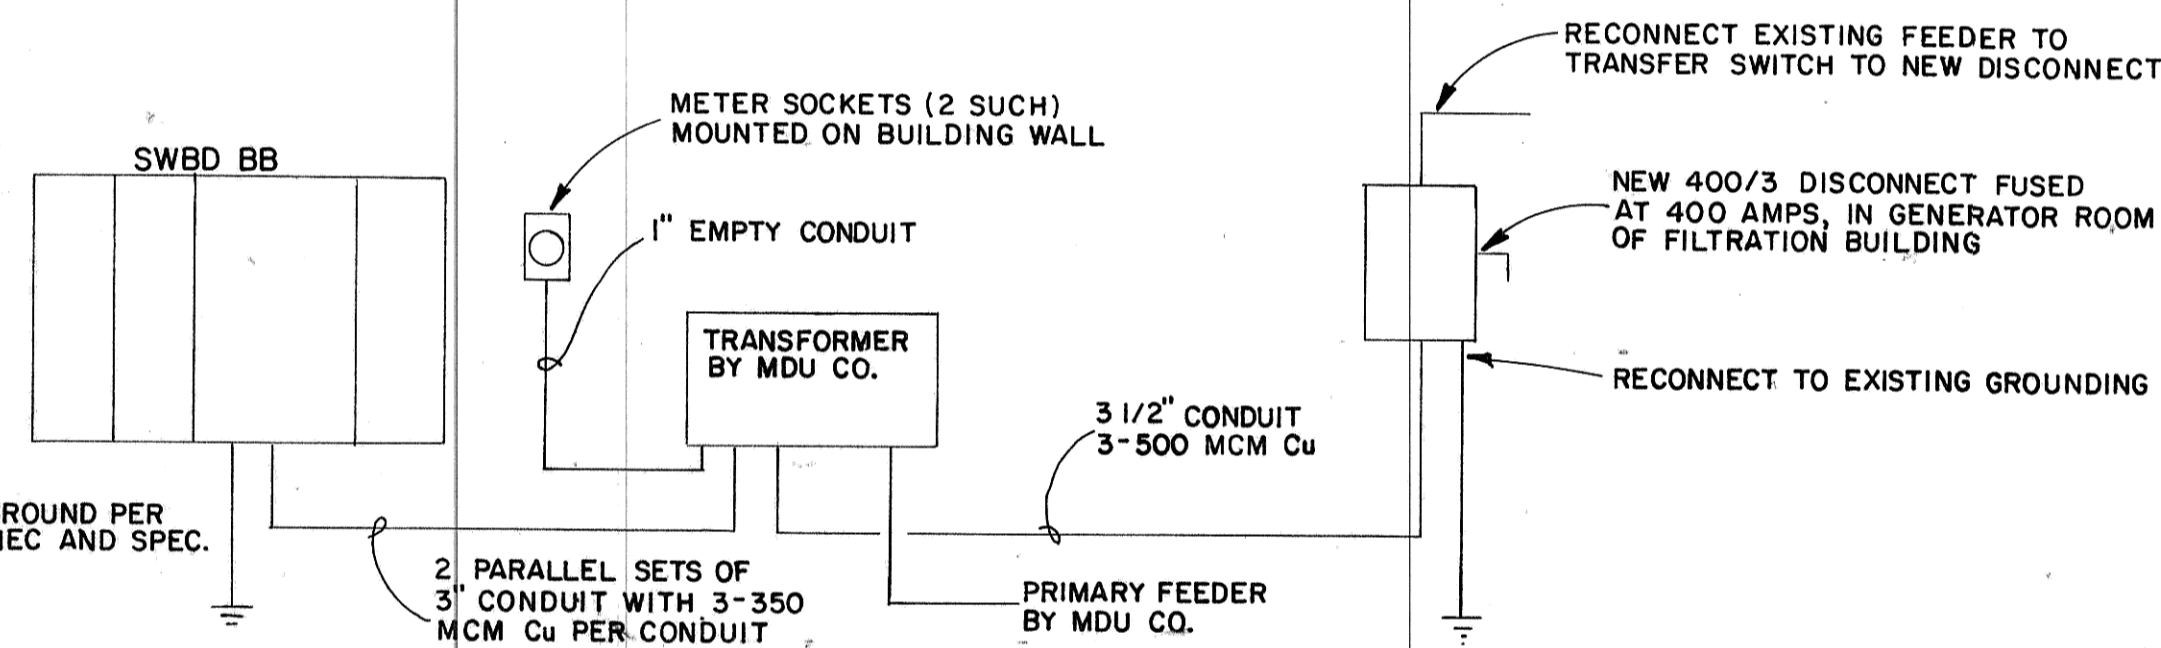 RECONNECT EXISTING FEEDER TO
TRANSFER SWITCH TO NEW DISCONNECT
METER SOCKETS (2 SUCH)
MOUNTED ON BUILDING WALL
SWBD BB
NEW 400/3 DISCONNECT FUSED
AT 400 AMPS, IN GENERATOR ROOM
OF FILTRATION BUILDING
1" EMPTY CONDUIT
TRANSFORMER
BY MDU CO.
RECONNECT TO EXISTING GROUNDING
3 1/2" CONDUIT
3-500 MCM Cu
ROUND PER
EC AND SPEC.
2 PARALLEL SETS OF
3" CONDUIT WITH 3-350
MCM Cu PER CONDUIT
PRIMARY FEEDER
BY MDU CO.